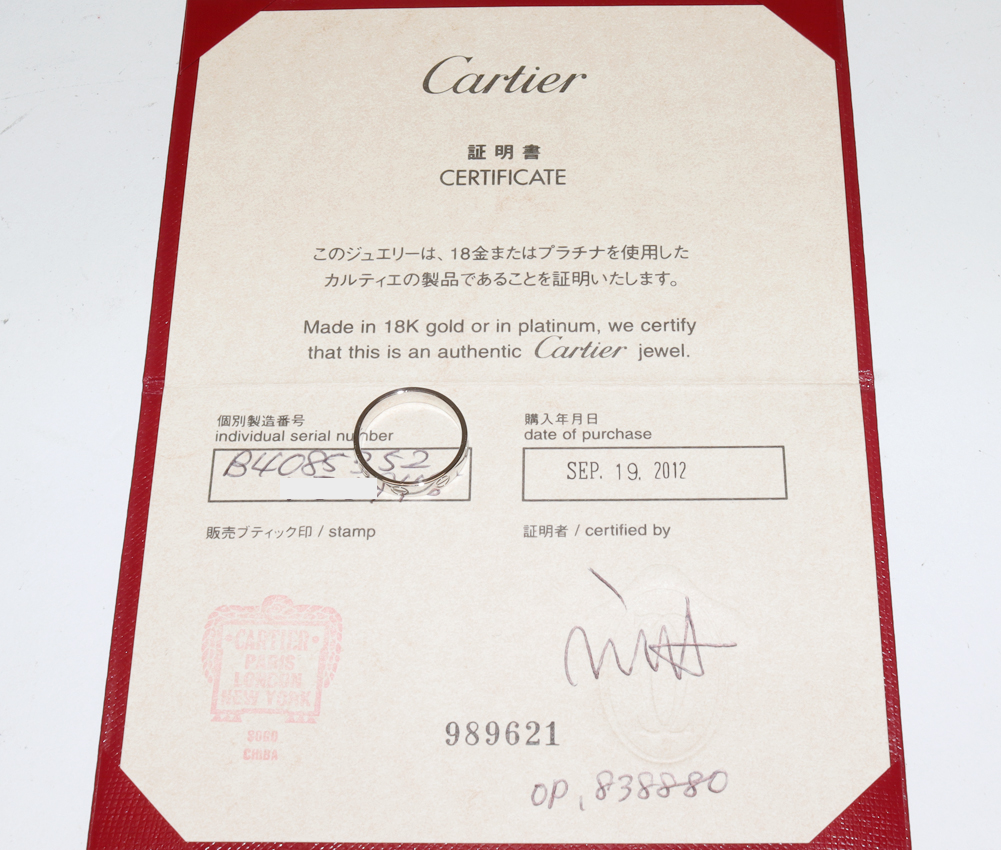 Cartier
証明書
CERTIFICATE
このジュエリーは、18金またはプラチナを使用した
カルティエの製品であることを証明いたします。
Made in 18K gold or in platinum, we certify
that this is an authentic Cartier jewel.
個別製造番号
individual serial number
B4085352
購入年月日
date of purchase
SEP. 19. 2012
販売ブティック印 / stamp
証明者 / certified by
CARTIER
PARIS
LONDON
NEW YORK
SOGO
CHIBA
989621
OP, 838880